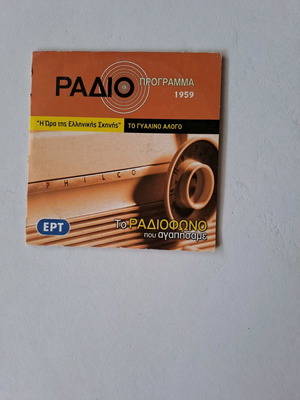 ΡΑΔΙΟ ΠΡΟΓΡΑΜΜΑ
1959
"Η Ώρα της Ελληνικής Σκηνής" ΤΟ ΓΥΑΛΙΝΟ ΑΛΟΓΟ
PHILCO
ΕΡΤ
Το ΡΑΔΙΟΦΩΝΟ
που αγαπήσαμε